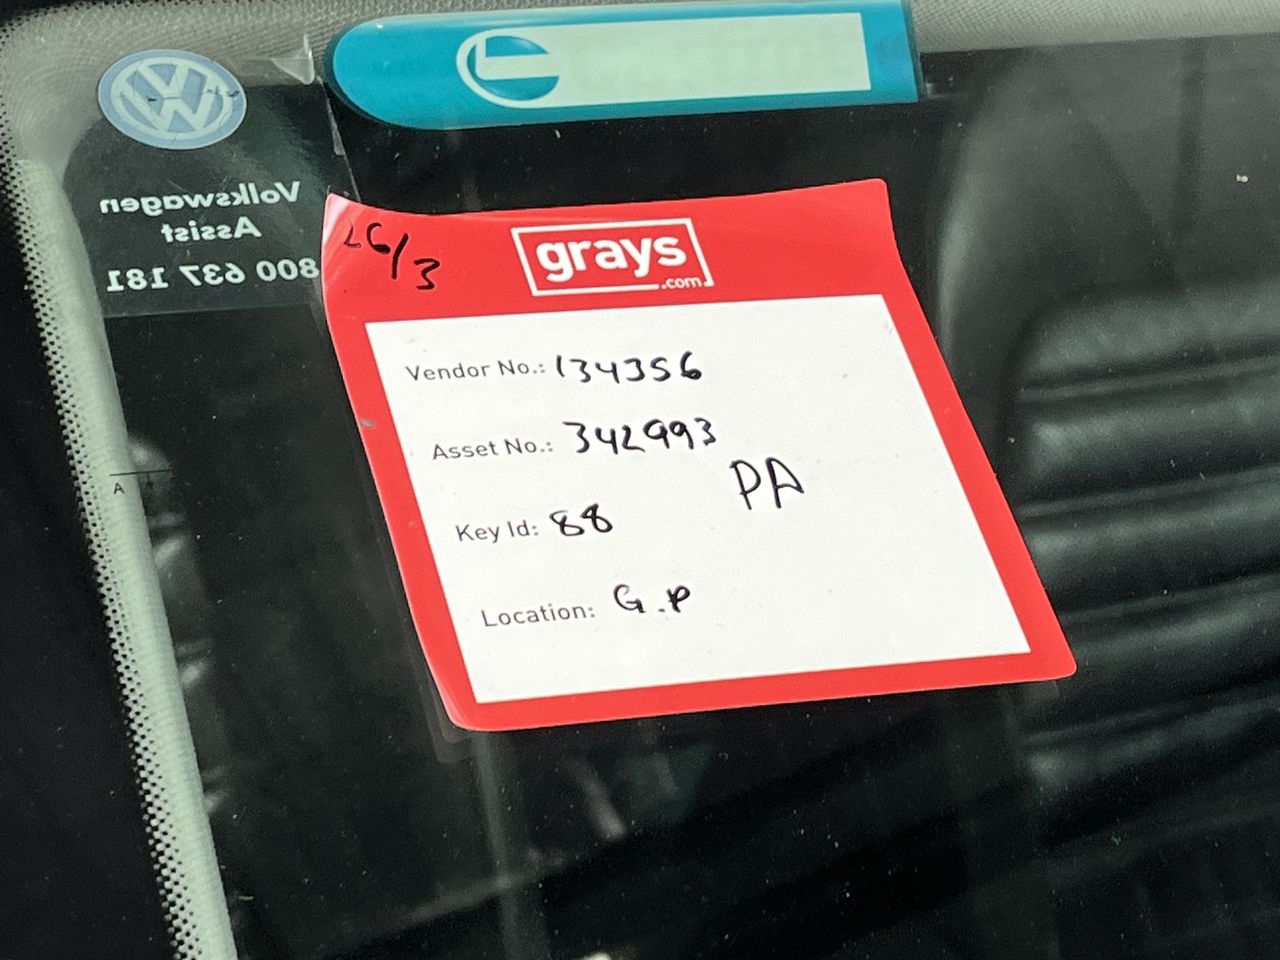 Volkswagen
Assist
800 637 181
26/3
grays
.com
Vendor No.: 134356
Asset No.: 342993
PA
Key Id: 88
Location: G.P
A